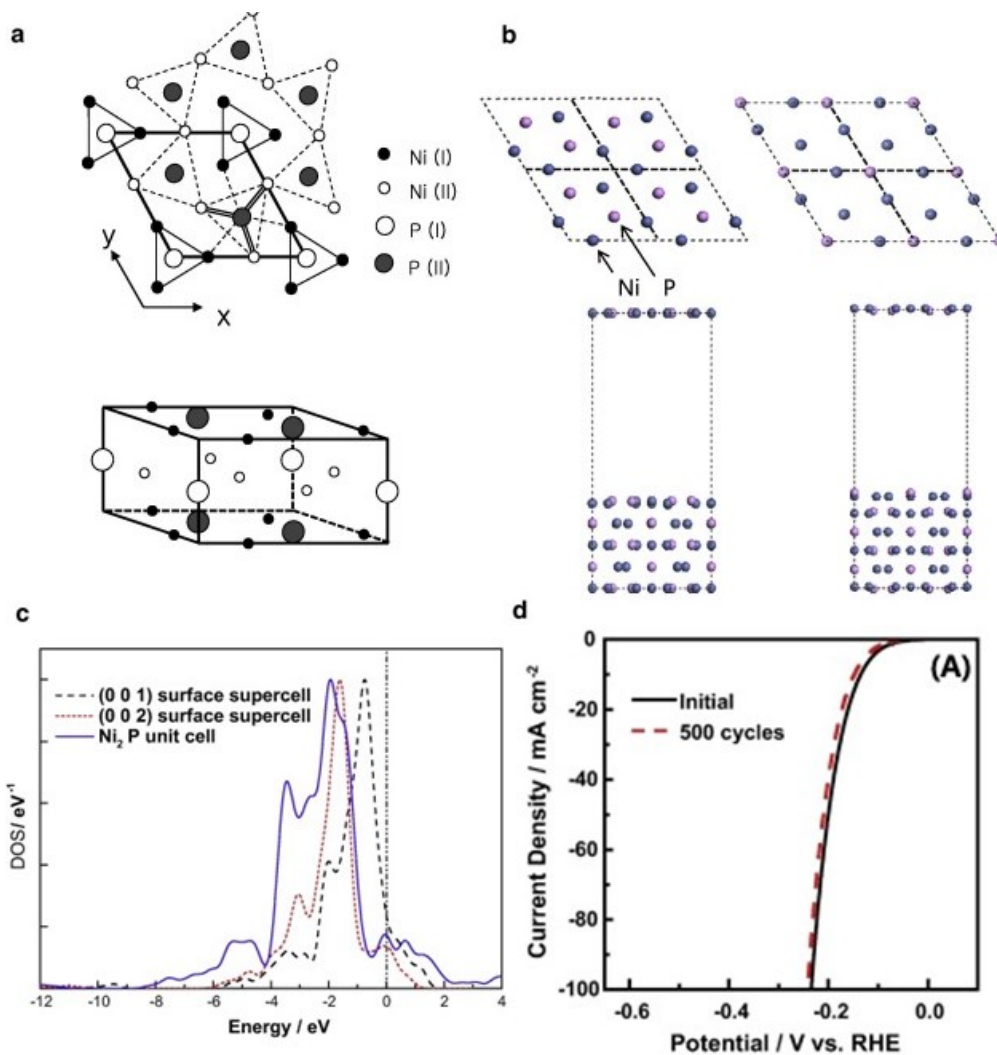 a
Ni (I)
Ni (II)
P (I)
P (II)
y
x
b
Ni P
c
(0 0 1) surface supercell
(0 0 2) surface supercell
Ni₂ P unit cell
DOS/ eV⁻¹
-12 -10 -8 -6 -4 -2 0 2 4
Energy / eV
d
(A)
Initial
500 cycles
Current Density / mA cm⁻²
0
-20
-40
-60
-80
-100
-0.6 -0.4 -0.2 0.0
Potential / V vs. RHE